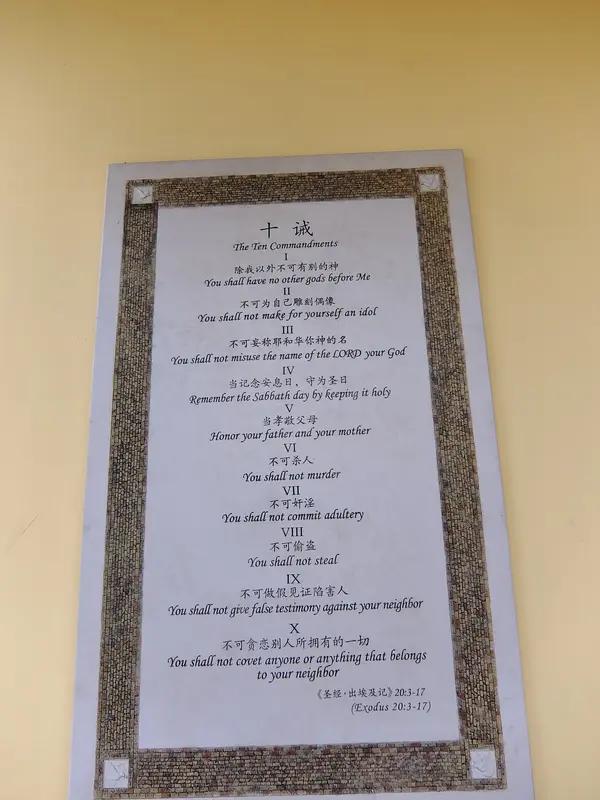 十诫
The Ten Commandments
I
除我以外不可有别的神
You shall have no other gods before Me
II
不可为自己雕刻偶像
You shall not make for yourself an idol
III
不可妄称耶和华你神的名
You shall not misuse the name of the LORD your God
IV
当记念安息日，守为圣日
Remember the Sabbath day by keeping it holy
V
当孝敬父母
Honor your father and your mother
VI
不可杀人
You shall not murder
VII
不可奸淫
You shall not commit adultery
VIII
不可偷盗
You shall not steal
IX
不可做假见证陷害人
You shall not give false testimony against your neighbor
X
不可贪恋别人所拥有的一切
You shall not covet anyone or anything that belongs
to your neighbor
《圣经·出埃及记》20:3-17
(Exodus 20:3-17)